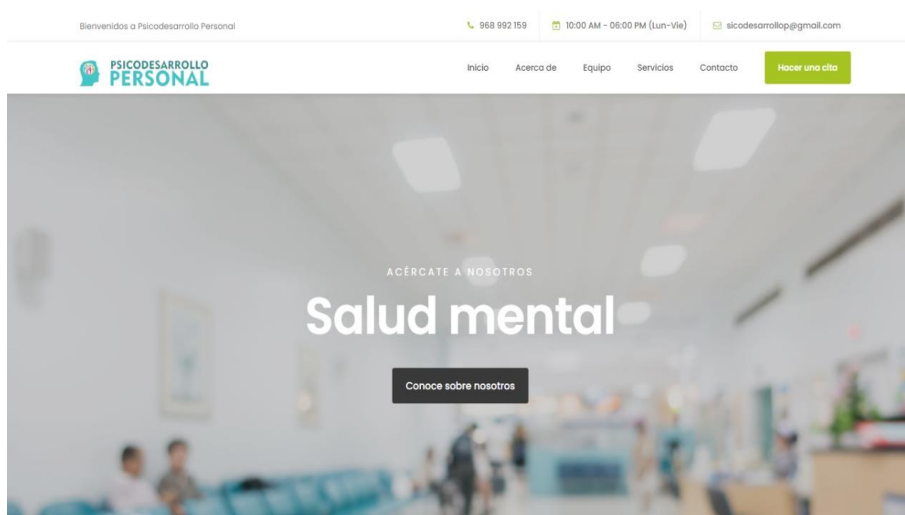 Bienvenidos a Psicodesarrollo Personal
968 992 159
10:00 AM - 06:00 PM (Lun-Vie)
sicodesarrollop@gmail.com
PSICODESARROLLO
PERSONAL
Inicio
Acerca de
Equipo
Servicios
Contacto
Hacer una cita
ACÉRCATE A NOSOTROS
Salud mental
Conoce sobre nosotros